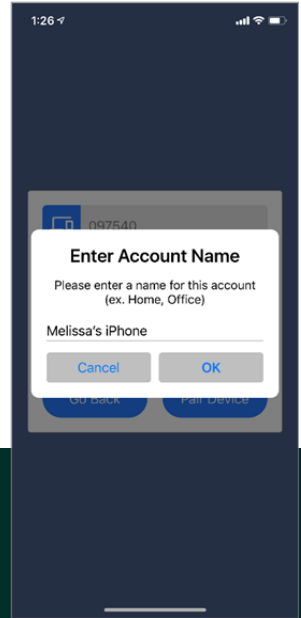 1:26
097540
Enter Account Name
Please enter a name for this account
(ex. Home, Office)
Melissa's iPhone
Cancel
OK
Go Back
Pair Device